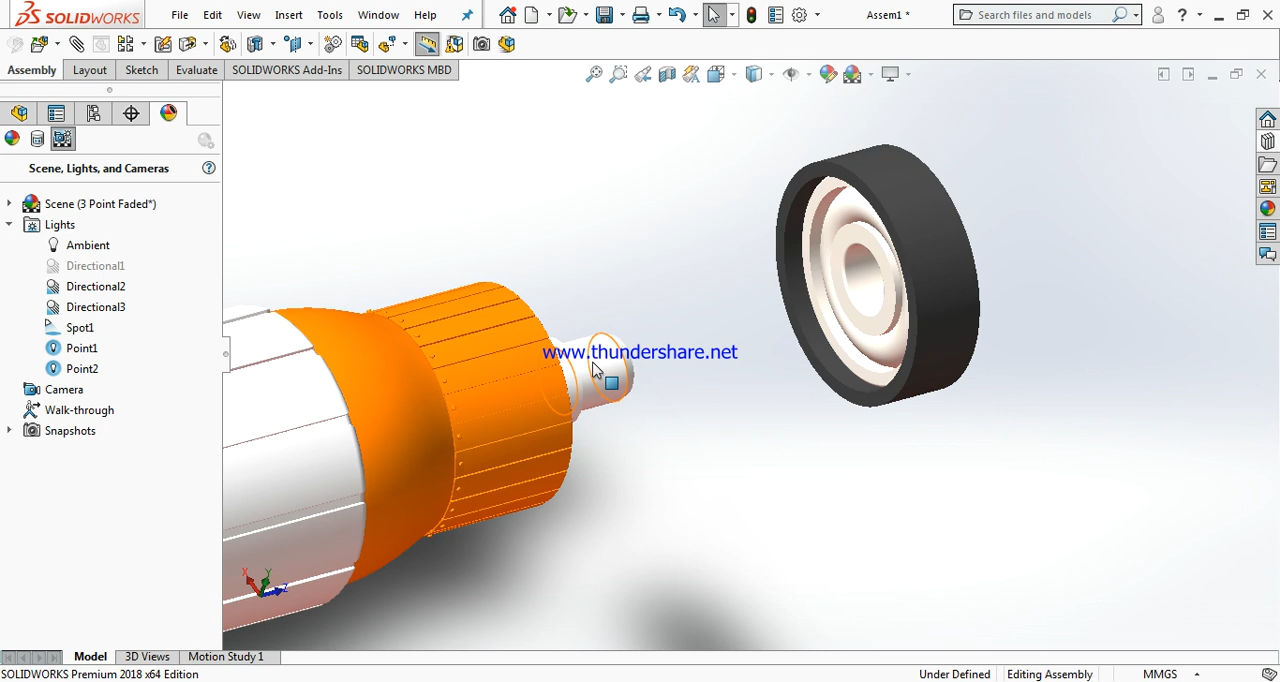 SOLIDWORKS
File Edit View Insert Tools Window Help
Assem1 *
Search files and models
?
Assembly Layout Sketch Evaluate SOLIDWORKS Add-Ins SOLIDWORKS MBD
Scene, Lights, and Cameras
Scene (3 Point Faded*)
Lights
Ambient
Directional1
Directional2
Directional3
Spot1
Point1
Point2
Camera
Walk-through
Snapshots
www.thundershare.net
X Y Z
Model 3D Views Motion Study 1
SOLIDWORKS Premium 2018 x64 Edition
Under Defined Editing Assembly MMGS